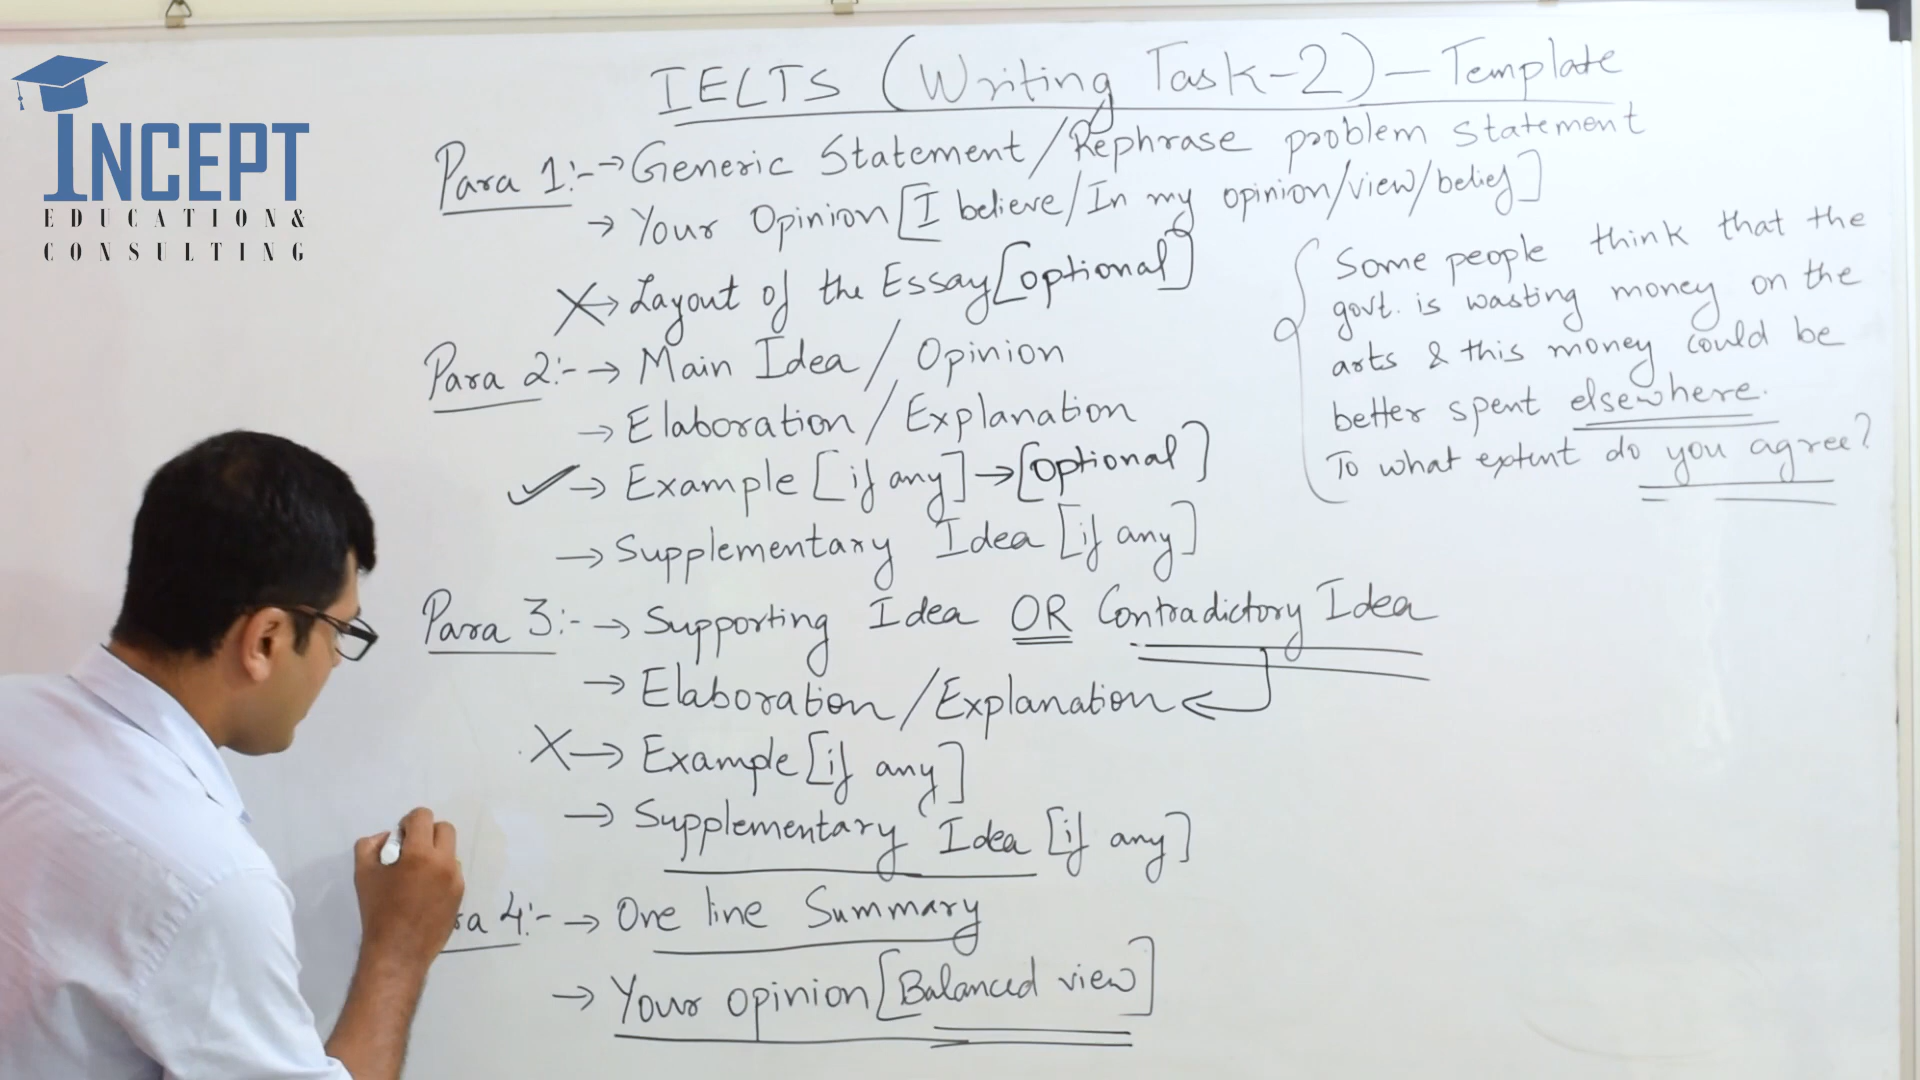 INCEPT
EDUCATION &
CONSULTING
IELTS (Writing Task-2) – Template
Para 1:- → Generic Statement / Rephrase problem statement
→ Your Opinion [I believe/In my opinion/view/belief]
X→ Layout of the Essay [optional]
Para 2:- → Main Idea / Opinion
→ Elaboration / Explanation
✓→ Example [if any] → [Optional]
→ Supplementary Idea [if any]
Para 3:- → Supporting Idea OR Contradictory Idea
→ Elaboration / Explanation ←
X→ Example [if any]
→ Supplementary Idea [if any]
ra 4:- → One line Summary
→ Your opinion [Balanced view]
Some people think that the
govt. is wasting money on the
arts & this money could be
better spent elsewhere.
To what extent do you agree?